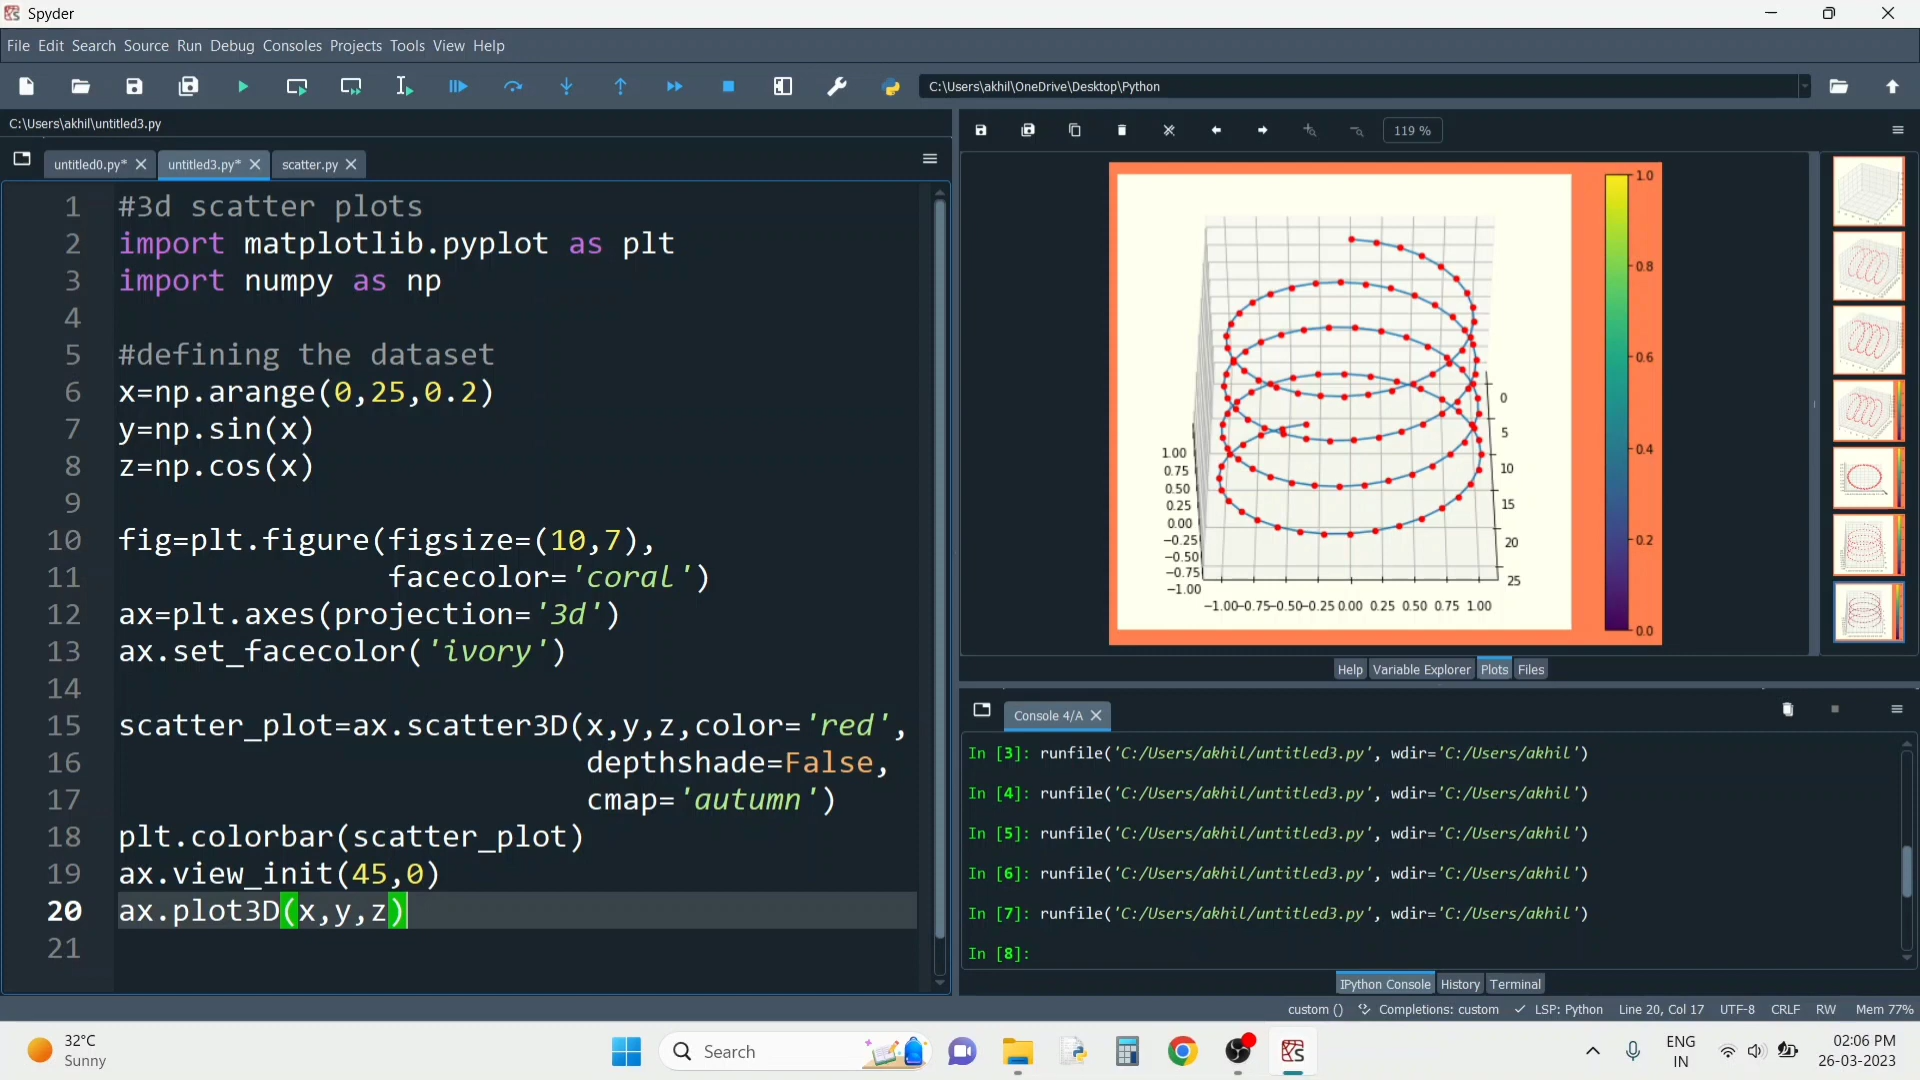 Spyder
File Edit Search Source Run Debug Consoles Projects Tools View Help
C:\Users\akhil\OneDrive\Desktop\Python
C:\Users\akhil\untitled3.py
untitled0.py*
untitled3.py*
scatter.py
119 %
1 #3d scatter plots
2 import matplotlib.pyplot as plt
3 import numpy as np
4
5 #defining the dataset
6 x=np.arange(0,25,0.2)
7 y=np.sin(x)
8 z=np.cos(x)
9
10 fig=plt.figure(figsize=(10,7),
11 facecolor='coral')
12 ax=plt.axes(projection='3d')
13 ax.set_facecolor('ivory')
14
15 scatter_plot=ax.scatter3D(x,y,z,color='red',
16 depthshade=False,
17 cmap='autumn')
18 plt.colorbar(scatter_plot)
19 ax.view_init(45,0)
20 ax.plot3D(x,y,z)
21
1.0
0.8
0.6
0.4
0.2
0.0
1.00
0.75
0.50
0.25
0.00
−0.25
−0.50
−0.75
−1.00
0
5
10
15
20
25
−1.00−0.75−0.50−0.25 0.00 0.25 0.50 0.75 1.00
Help Variable Explorer Plots Files
Console 4/A
In [3]: runfile('C:/Users/akhil/untitled3.py', wdir='C:/Users/akhil')
In [4]: runfile('C:/Users/akhil/untitled3.py', wdir='C:/Users/akhil')
In [5]: runfile('C:/Users/akhil/untitled3.py', wdir='C:/Users/akhil')
In [6]: runfile('C:/Users/akhil/untitled3.py', wdir='C:/Users/akhil')
In [7]: runfile('C:/Users/akhil/untitled3.py', wdir='C:/Users/akhil')
In [8]:
IPython Console History Terminal
custom () Completions: custom LSP: Python Line 20, Col 17 UTF-8 CRLF RW Mem 77%
32°C
Sunny
Search
ENG
IN
02:06 PM
26-03-2023